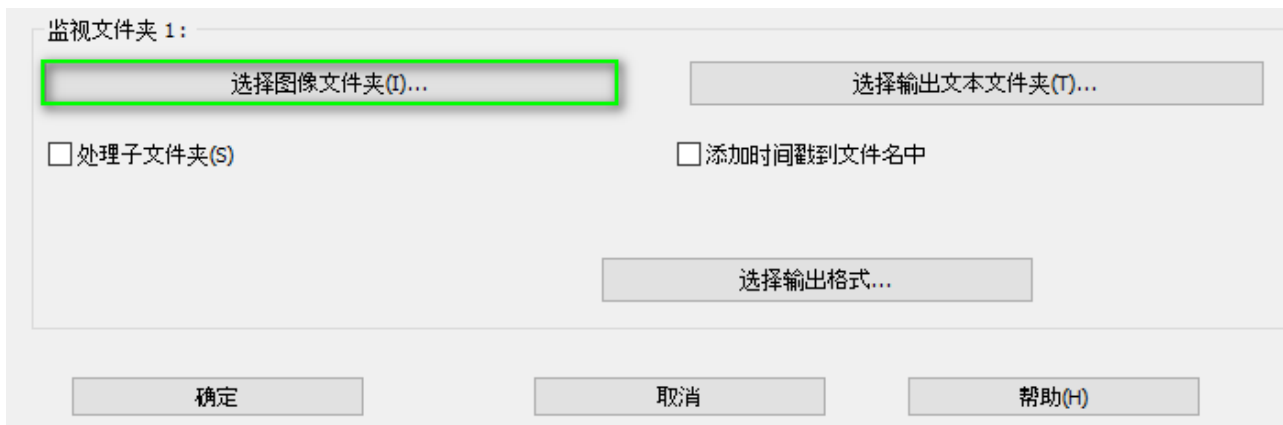 监视文件夹 1:
选择图像文件夹(I)... 选择输出文本文件夹(T)...
处理子文件夹(S) 添加时间戳到文件名中
选择输出格式...
确定 取消 帮助(H)